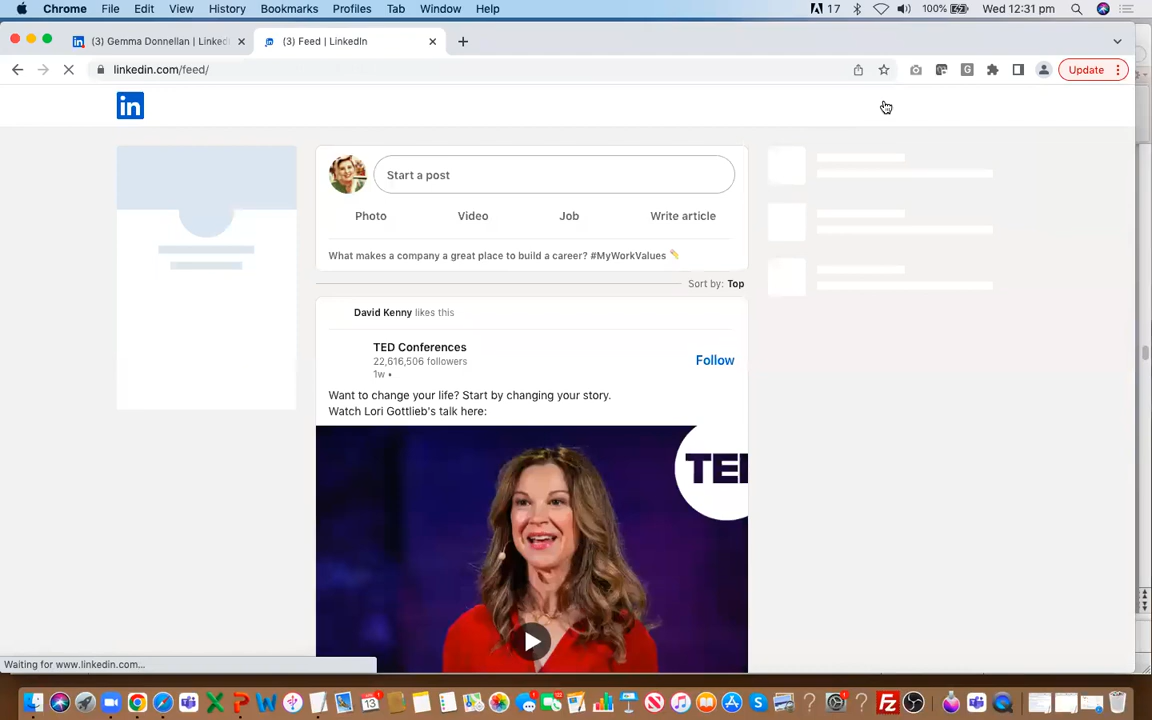 Chrome File Edit View History Bookmarks Profiles Tab Window Help 17 100% Wed 12:31 pm
(3) Gemma Donnellan | Linked
(3) Feed | LinkedIn
linkedin.com/feed/
Update
in
Start a post
Photo Video Job Write article
What makes a company a great place to build a career? #MyWorkValues
Sort by: Top
David Kenny likes this
TED Conferences
22,616,506 followers
1w •
Follow
Want to change your life? Start by changing your story.
Watch Lori Gottlieb's talk here:
TED
Waiting for www.linkedin.com...